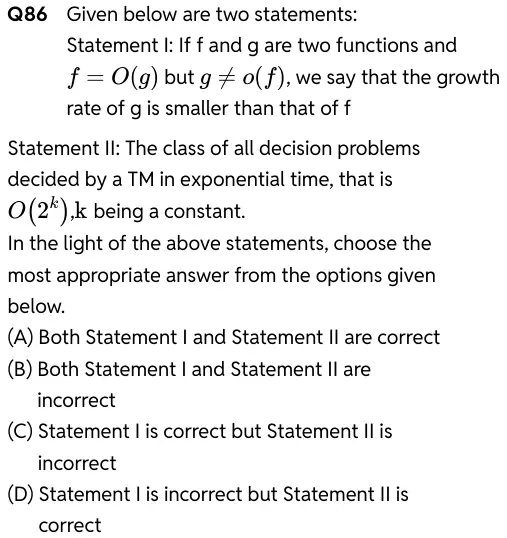 Q86 Given below are two statements:
Statement I: If f and g are two functions and
f = O(g) but g ≠ o(f), we say that the growth
rate of g is smaller than that of f
Statement II: The class of all decision problems
decided by a TM in exponential time, that is
O(2^k),k being a constant.
In the light of the above statements, choose the
most appropriate answer from the options given
below.
(A) Both Statement I and Statement II are correct
(B) Both Statement I and Statement II are
incorrect
(C) Statement I is correct but Statement II is
incorrect
(D) Statement I is incorrect but Statement II is
correct